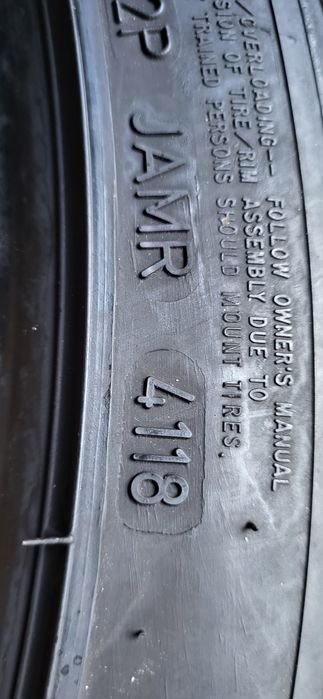 /OVERLOADING-- FOLLOW OWNER'S MANUAL
SION OF TIRE/RIM ASSEMBLY DUE TO
TRAINED PERSONS SHOULD MOUNT TIRES.
2P JAMR 4118